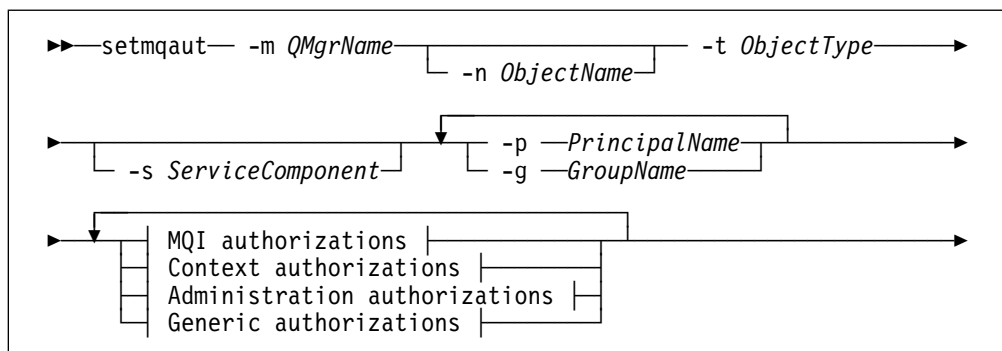 setmqaut -m QMgrName -t ObjectType
-n ObjectName
-p PrincipalName
-s ServiceComponent -g GroupName
MQI authorizations
Context authorizations
Administration authorizations
Generic authorizations